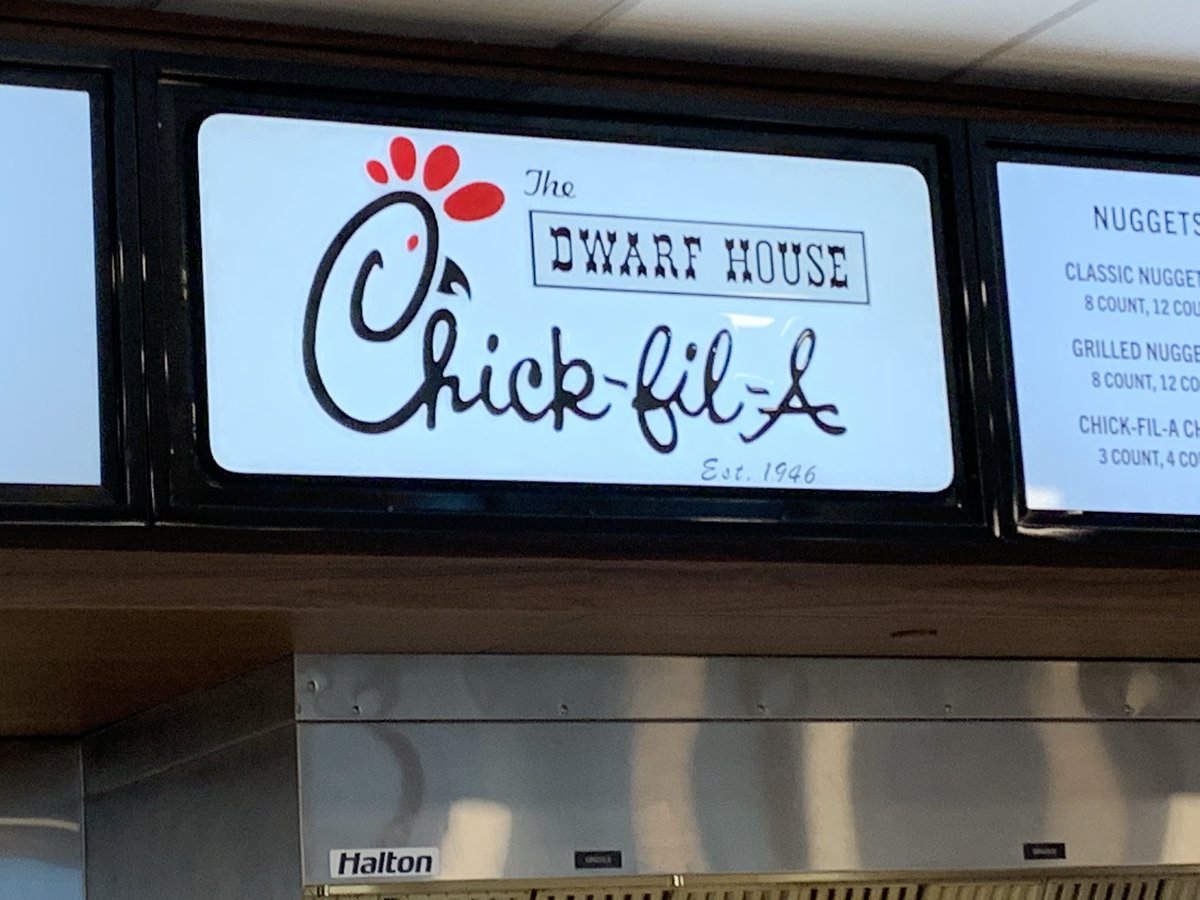 The
DWARF HOUSE
Chick-fil-A
Est. 1946
NUGGETS
CLASSIC NUGGET
8 COUNT, 12 COU
GRILLED NUGGE
8 COUNT, 12 CO
CHICK-FIL-A CH
3 COUNT, 4 CO
Halton